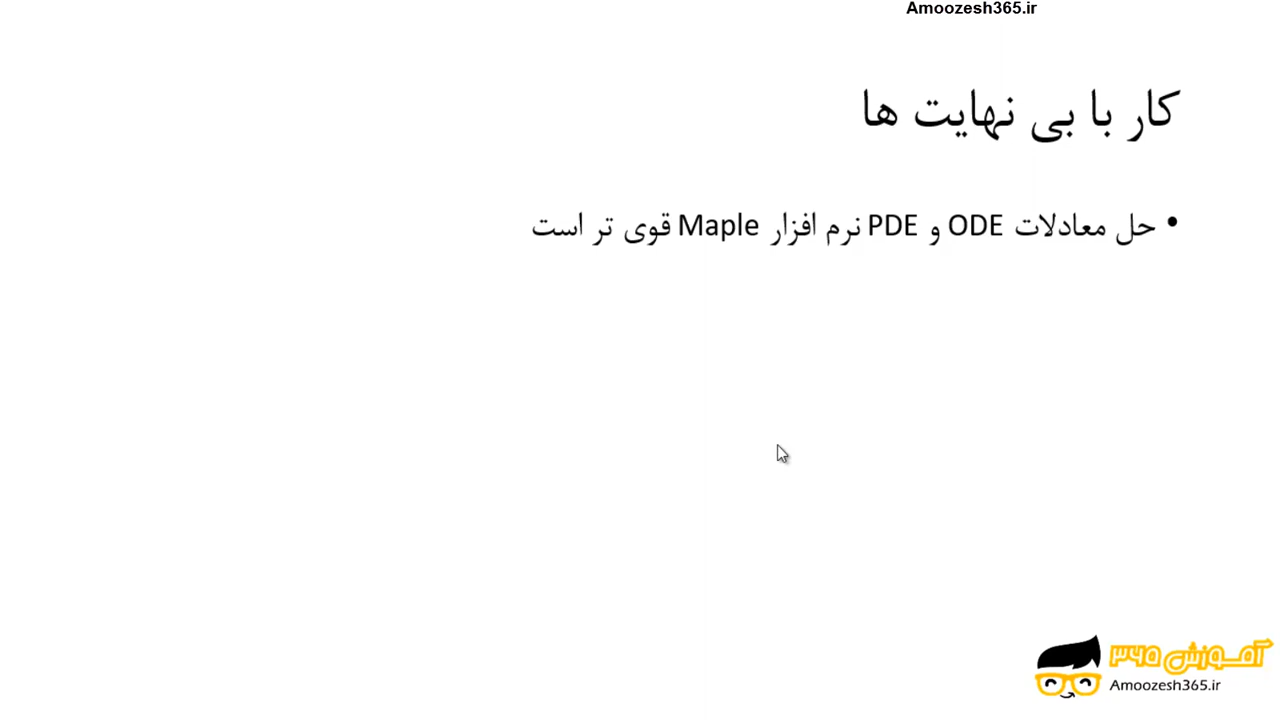 Amoozesh365.ir
کار با بی نهایت ها
• حل معادلات ODE و PDE نرم افزار Maple قوی تر است
آموزش ۳۶۵
Amoozesh365.ir